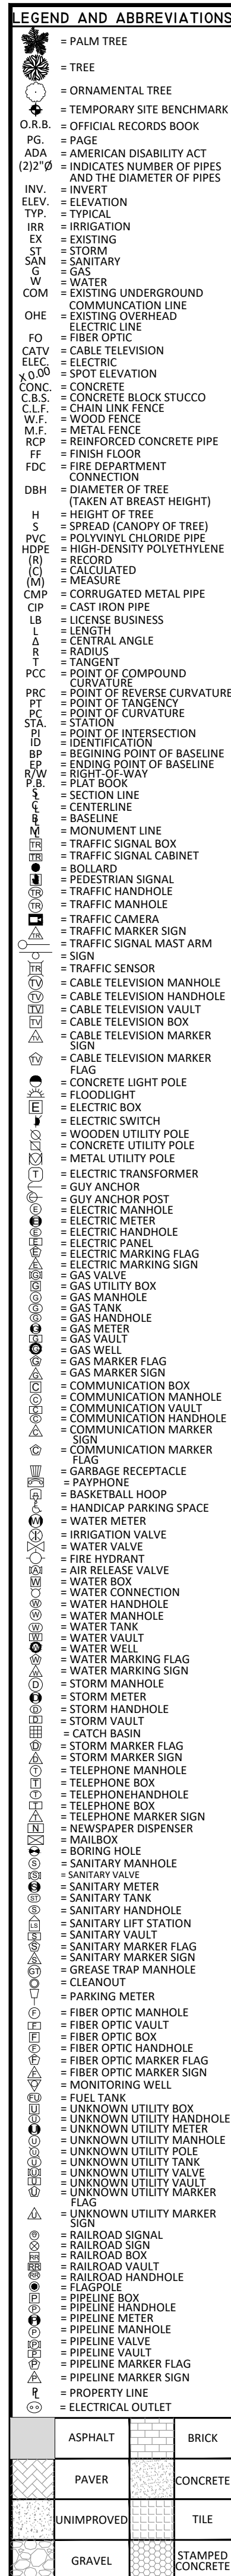 LEGEND AND ABBREVIATIONS
= PALM TREE
= TREE
= ORNAMENTAL TREE
= TEMPORARY SITE BENCHMARK
O.R.B. = OFFICIAL RECORDS BOOK
PG. = PAGE
ADA = AMERICAN DISABILITY ACT
(2)2"Ø = INDICATES NUMBER OF PIPES
AND THE DIAMETER OF PIPES
INV. = INVERT
ELEV. = ELEVATION
TYP. = TYPICAL
IRR = IRRIGATION
EX = EXISTING
ST = STORM
SAN = SANITARY
G = GAS
W = WATER
COM = EXISTING UNDERGROUND
COMMUNCATION LINE
OHE = EXISTING OVERHEAD
ELECTRIC LINE
FO = FIBER OPTIC
CATV = CABLE TELEVISION
ELEC. = ELECTRIC
X 0.00 = SPOT ELEVATION
CONC. = CONCRETE
C.B.S. = CONCRETE BLOCK STUCCO
C.L.F. = CHAIN LINK FENCE
W.F. = WOOD FENCE
M.F. = METAL FENCE
RCP = REINFORCED CONCRETE PIPE
FF = FINISH FLOOR
FDC = FIRE DEPARTMENT
CONNECTION
DBH = DIAMETER OF TREE
(TAKEN AT BREAST HEIGHT)
H = HEIGHT OF TREE
S = SPREAD (CANOPY OF TREE)
PVC = POLYVINYL CHLORIDE PIPE
HDPE = HIGH-DENSITY POLYETHYLENE
(R) = RECORD
(C) = CALCULATED
(M) = MEASURE
CMP = CORRUGATED METAL PIPE
CIP = CAST IRON PIPE
LB = LICENSE BUSINESS
L = LENGTH
Δ = CENTRAL ANGLE
R = RADIUS
T = TANGENT
PCC = POINT OF COMPOUND
CURVATURE
PRC = POINT OF REVERSE CURVATURE
PT = POINT OF TANGENCY
PC = POINT OF CURVATURE
STA. = STATION
PI = POINT OF INTERSECTION
ID = IDENTIFICATION
BP = BEGINING POINT OF BASELINE
EP = ENDING POINT OF BASELINE
R/W = RIGHT-OF-WAY
P.B. = PLAT BOOK
SL = SECTION LINE
CL = CENTERLINE
BL = BASELINE
ML = MONUMENT LINE
TR = TRAFFIC SIGNAL BOX
TR = TRAFFIC SIGNAL CABINET
= BOLLARD
= PEDESTRIAN SIGNAL
TR = TRAFFIC HANDHOLE
TR = TRAFFIC MANHOLE
= TRAFFIC CAMERA
TR = TRAFFIC MARKER SIGN
= TRAFFIC SIGNAL MAST ARM
= SIGN
TR = TRAFFIC SENSOR
TV = CABLE TELEVISION MANHOLE
TV = CABLE TELEVISION HANDHOLE
TV = CABLE TELEVISION VAULT
TV = CABLE TELEVISION BOX
TV = CABLE TELEVISION MARKER
SIGN
TV = CABLE TELEVISION MARKER
FLAG
= CONCRETE LIGHT POLE
= FLOODLIGHT
E = ELECTRIC BOX
= ELECTRIC SWITCH
= WOODEN UTILITY POLE
= CONCRETE UTILITY POLE
= METAL UTILITY POLE
T = ELECTRIC TRANSFORMER
= GUY ANCHOR
= GUY ANCHOR POST
E = ELECTRIC MANHOLE
E = ELECTRIC METER
E = ELECTRIC HANDHOLE
E = ELECTRIC PANEL
E = ELECTRIC MARKING FLAG
E = ELECTRIC MARKING SIGN
G = GAS VALVE
G = GAS UTILITY BOX
G = GAS MANHOLE
G = GAS TANK
G = GAS HANDHOLE
G = GAS METER
G = GAS VAULT
G = GAS WELL
G = GAS MARKER FLAG
G = GAS MARKER SIGN
C = COMMUNICATION BOX
C = COMMUNICATION MANHOLE
C = COMMUNICATION VAULT
C = COMMUNICATION HANDHOLE
C = COMMUNICATION MARKER
SIGN
C = COMMUNICATION MARKER
FLAG
= GARBAGE RECEPTACLE
= PAYPHONE
= BASKETBALL HOOP
= HANDICAP PARKING SPACE
W = WATER METER
= IRRIGATION VALVE
= WATER VALVE
= FIRE HYDRANT
A = AIR RELEASE VALVE
W = WATER BOX
= WATER CONNECTION
W = WATER HANDHOLE
W = WATER MANHOLE
W = WATER TANK
W = WATER VAULT
W = WATER WELL
W = WATER MARKING FLAG
W = WATER MARKING SIGN
D = STORM MANHOLE
D = STORM METER
D = STORM HANDHOLE
D = STORM VAULT
= CATCH BASIN
D = STORM MARKER FLAG
D = STORM MARKER SIGN
T = TELEPHONE MANHOLE
T = TELEPHONE BOX
T = TELEPHONEHANDHOLE
T = TELEPHONE BOX
T = TELEPHONE MARKER SIGN
N = NEWSPAPER DISPENSER
= MAILBOX
= BORING HOLE
S = SANITARY MANHOLE
S = SANITARY VALVE
S = SANITARY METER
ST = SANITARY TANK
S = SANITARY HANDHOLE
LS = SANITARY LIFT STATION
S = SANITARY VAULT
S = SANITARY MARKER FLAG
S = SANITARY MARKER SIGN
GT = GREASE TRAP MANHOLE
= CLEANOUT
= PARKING METER
F = FIBER OPTIC MANHOLE
F = FIBER OPTIC VAULT
F = FIBER OPTIC BOX
F = FIBER OPTIC HANDHOLE
F = FIBER OPTIC MARKER FLAG
F = FIBER OPTIC MARKER SIGN
= MONITORING WELL
FU = FUEL TANK
U = UNKNOWN UTILITY BOX
U = UNKNOWN UTILITY HANDHOLE
U = UNKNOWN UTILITY METER
U = UNKNOWN UTILITY MANHOLE
U = UNKNOWN UTILITY POLE
U = UNKNOWN UTILITY TANK
U = UNKNOWN UTILITY VALVE
U = UNKNOWN UTILITY VAULT
U = UNKNOWN UTILITY MARKER
FLAG
U = UNKNOWN UTILITY MARKER
SIGN
= RAILROAD SIGNAL
= RAILROAD SIGN
RR = RAILROAD BOX
RR = RAILROAD VAULT
RR = RAILROAD HANDHOLE
= FLAGPOLE
P = PIPELINE BOX
P = PIPELINE HANDHOLE
P = PIPELINE METER
P = PIPELINE MANHOLE
P = PIPELINE VALVE
P = PIPELINE VAULT
P = PIPELINE MARKER FLAG
P = PIPELINE MARKER SIGN
PL = PROPERTY LINE
= ELECTRICAL OUTLET
ASPHALT BRICK
PAVER CONCRETE
UNIMPROVED TILE
GRAVEL STAMPED
CONCRETE